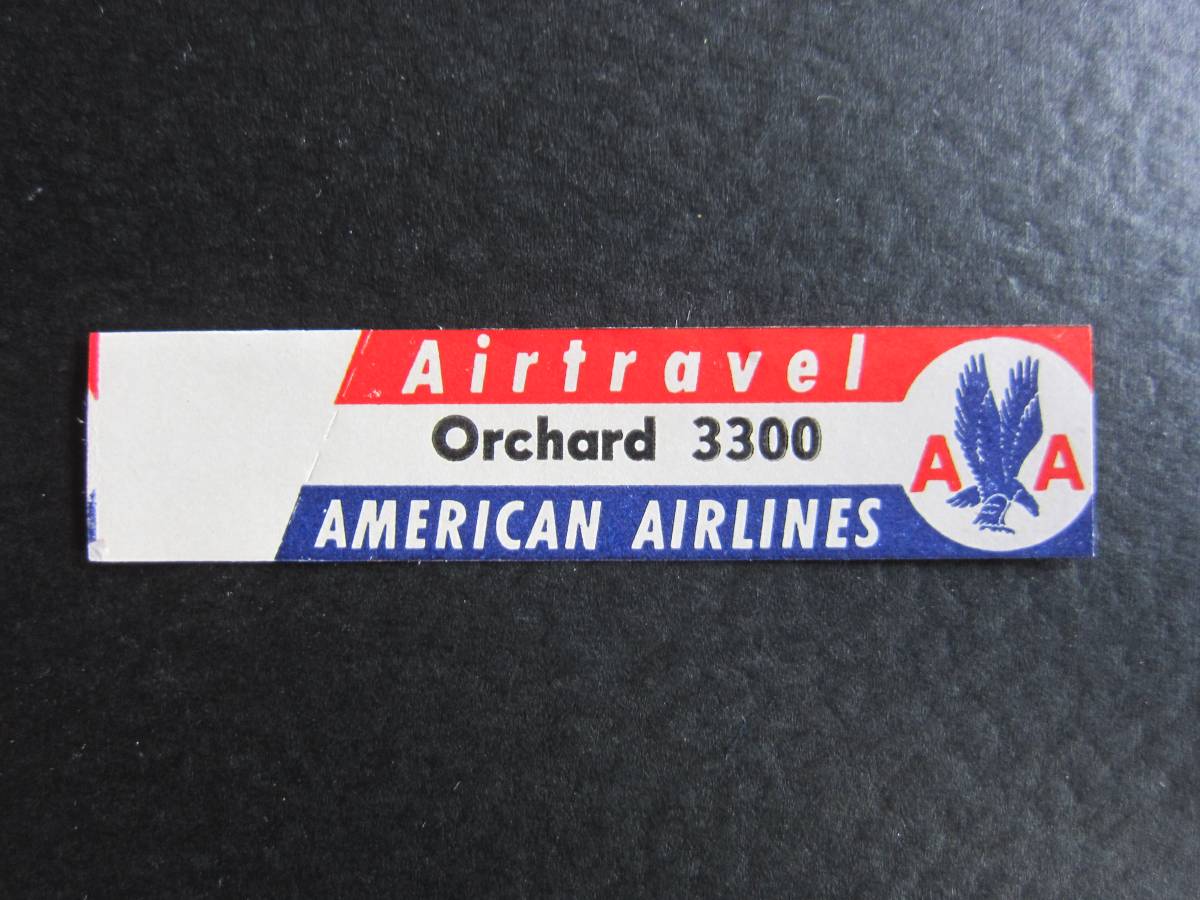 Airtravel
Orchard 3300
AMERICAN AIRLINES
A A